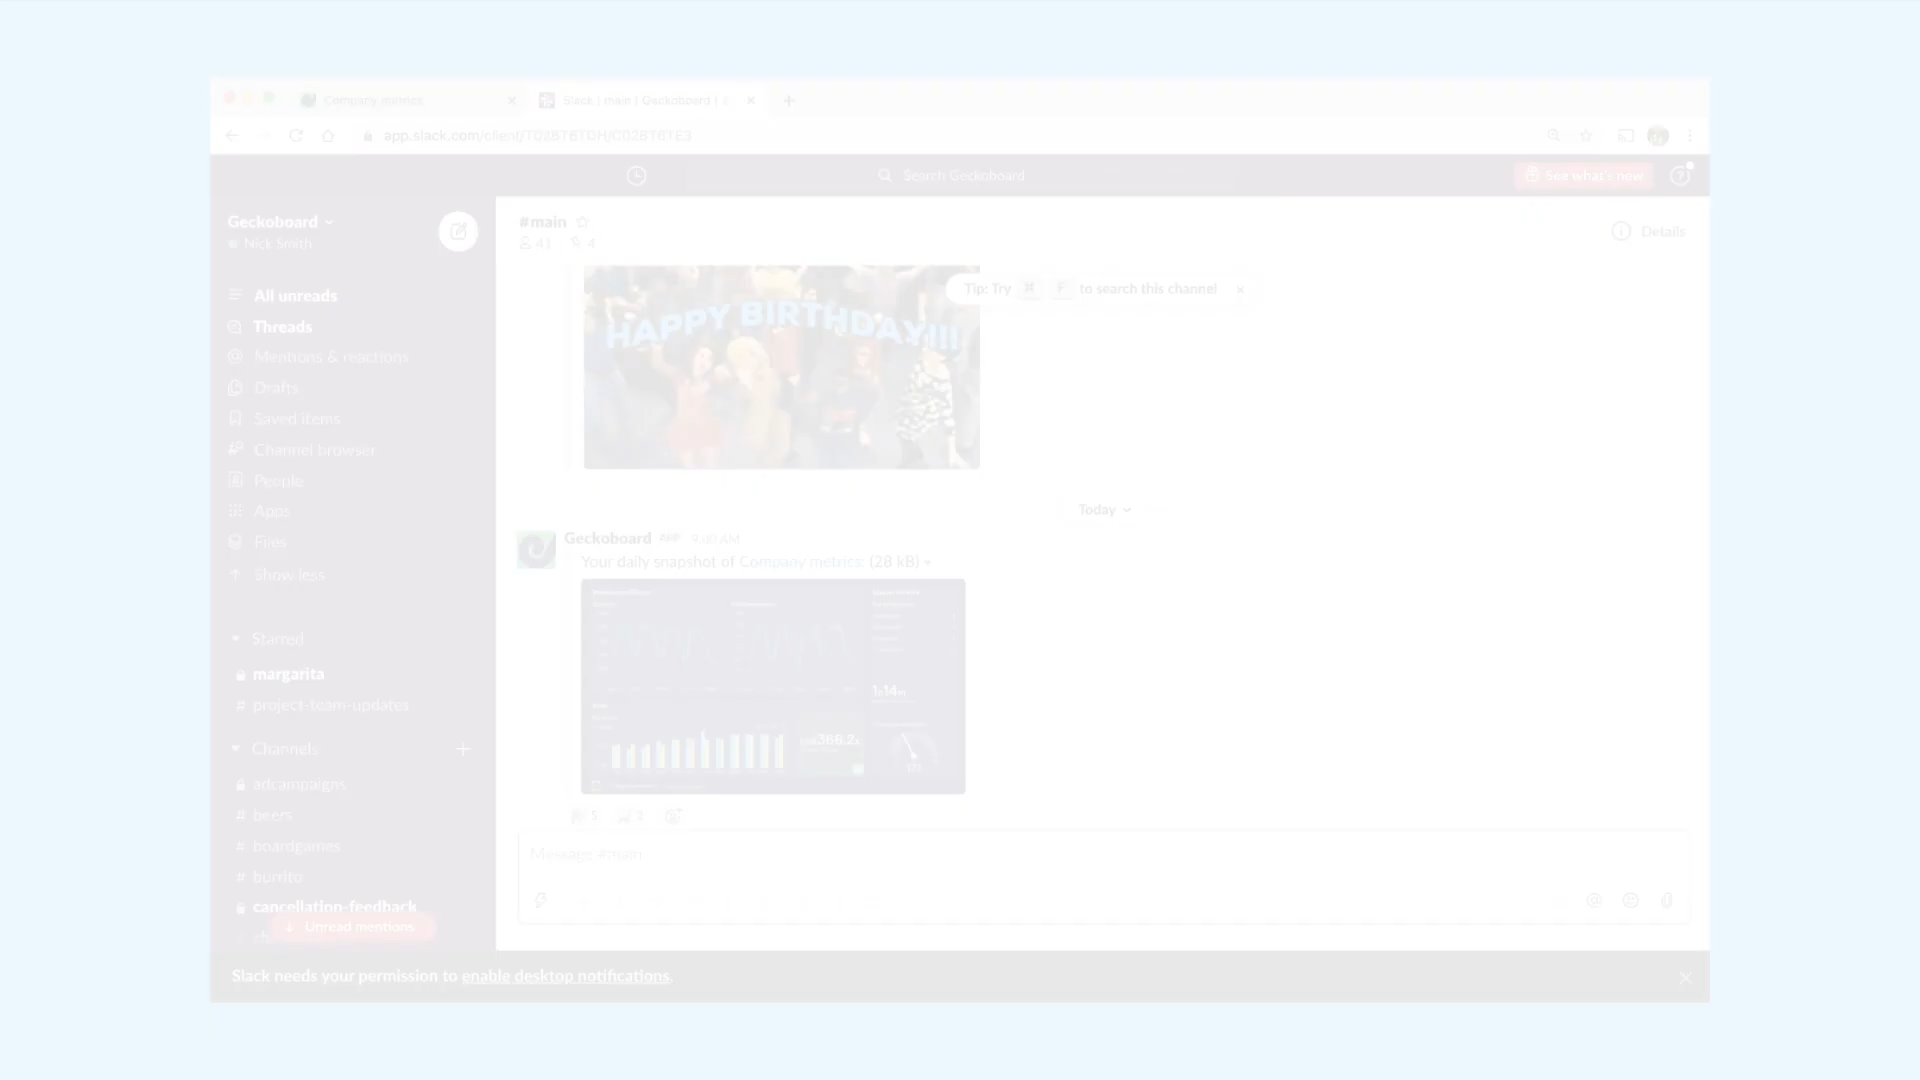 Company metrics
Slack | main | Geckoboard |
app.slack.com/client/T02BT8TDH/C02BT8TE3
Search Geckoboard
See what's new
Geckoboard
Nick Smith
All unreads
Threads
Mentions & reactions
Drafts
Saved items
Channel browser
People
Apps
Files
Show less
Starred
margarita
project-team-updates
Channels
adcampaigns
beers
boardgames
burrito
cancellation-feedback
Unread mentions
#main
41 4
Details
Tip: Try ⌘ F to search this channel
HAPPY BIRTHDAY!!!
Today
Geckoboard APP 9:00 AM
Your daily snapshot of Company metrics: (28 kB)
5 2
Message #main
Slack needs your permission to enable desktop notifications.